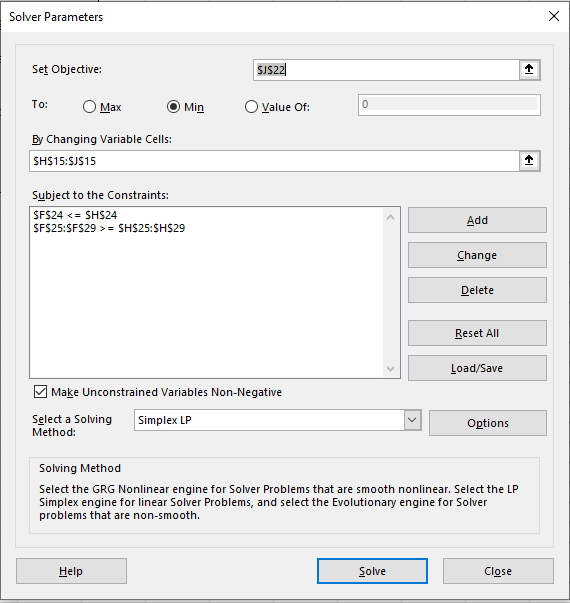 Solver Parameters
Set Objective: $J$22
To: Max Min Value Of: 0
By Changing Variable Cells:
$H$15:$J$15
Subject to the Constraints:
$F$24 <= $H$24
$F$25:$F$29 >= $H$25:$H$29
Add
Change
Delete
Reset All
Load/Save
Make Unconstrained Variables Non-Negative
Select a Solving
Method:
Simplex LP
Options
Solving Method
Select the GRG Nonlinear engine for Solver Problems that are smooth nonlinear. Select the LP
Simplex engine for linear Solver Problems, and select the Evolutionary engine for Solver
problems that are non-smooth.
Help Solve Close